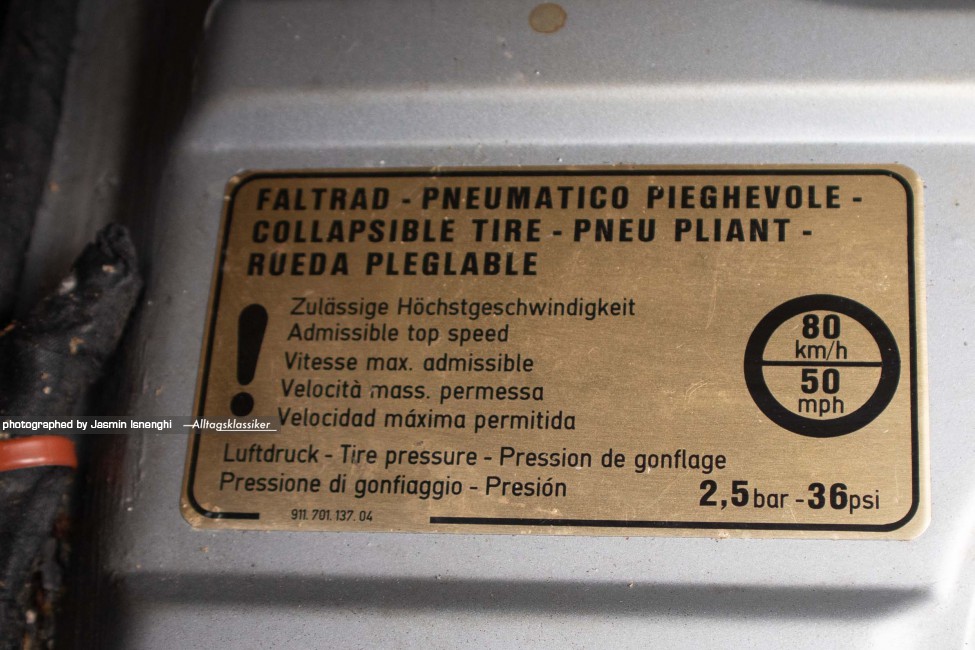 FALTRAD - PNEUMATICO PIEGHEVOLE -
COLLAPSIBLE TIRE - PNEU PLIANT -
RUEDA PLEGLABLE
!
Zulässige Höchstgeschwindigkeit
Admissible top speed
Vitesse max. admissible
Velocità mass. permessa
Velocidad máxima permitida
80
km/h
50
mph
Luftdruck - Tire pressure - Pression de gonflage
Pressione di gonfiaggio - Presión
2,5 bar - 36 psi
911. 701. 137. 04
photographed by Jasmin Isnenghi —Alltagsklassiker